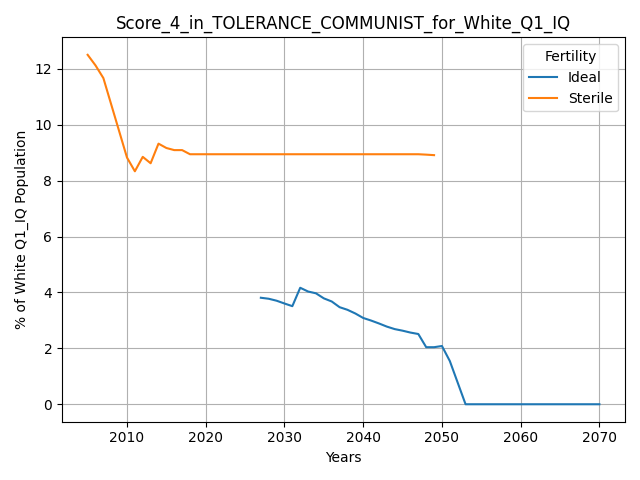 Score_4_in_TOLERANCE_COMMUNIST_for_White_Q1_IQ
Fertility
Ideal
Sterile
% of White Q1_IQ Population
12
10
8
6
4
2
0
2010 2020 2030 2040 2050 2060 2070
Years